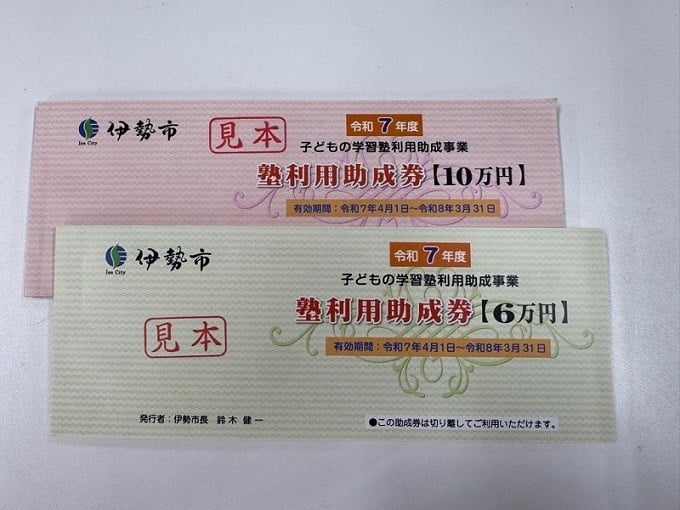 伊勢市
Ise City
見本
令和7年度
子どもの学習塾利用助成事業
塾利用助成券【10万円】
有効期間：令和7年4月1日～令和8年3月31日
伊勢市
Ise City
令和7年度
子どもの学習塾利用助成事業
塾利用助成券【6万円】
見本
有効期間：令和7年4月1日～令和8年3月31日
発行者：伊勢市長 鈴木 健一
●この助成券は切り離してご利用いただけます。